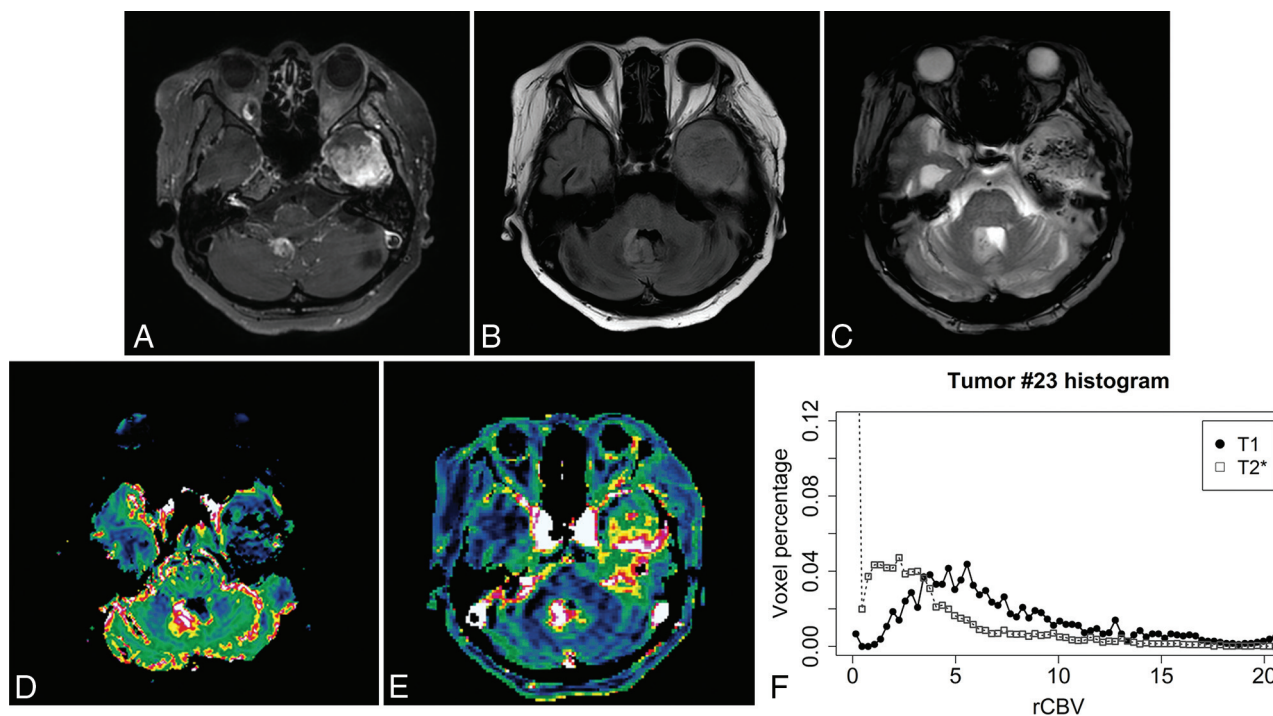 A
B
C
D
E
F
Tumor #23 histogram
T1
T2*
Voxel percentage
0.12
0.08
0.04
0.00
0
5
10
15
20
rCBV